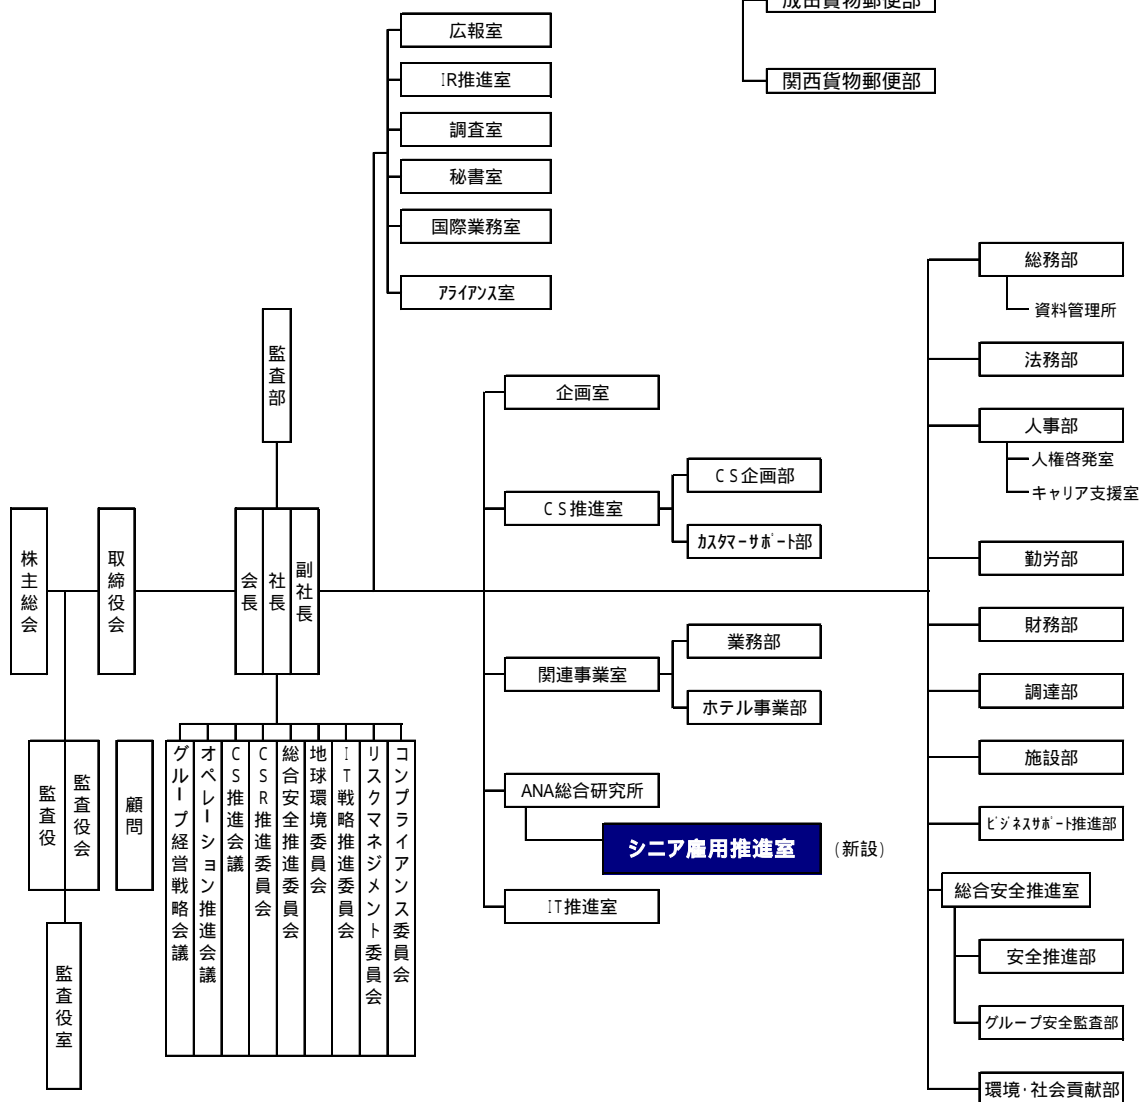 成田貨物郵便部
関西貨物郵便部
広報室
IR推進室
調査室
秘書室
国際業務室
ｱﾗｲｱﾝｽ室
監査部
株主総会
取締役会
会長
社長
副社長
監査役
監査役会
顧問
監査役室
グループ経営戦略会議
オペレーション推進会議
CS推進会議
CSR推進委員会
総合安全推進委員会
地球環境委員会
IT戦略推進委員会
リスクマネジメント委員会
コンプライアンス委員会
企画室
CS推進室
CS企画部
ｶｽﾀﾏｰｻﾎﾟｰﾄ部
関連事業室
業務部
ホテル事業部
ANA総合研究所
シニア雇用推進室
(新設)
IT推進室
総務部
資料管理所
法務部
人事部
人権啓発室
キャリア支援室
勤労部
財務部
調達部
施設部
ﾋﾞｼﾞﾈｽｻﾎﾟｰﾄ推進部
総合安全推進室
安全推進部
グループ安全監査部
環境･社会貢献部